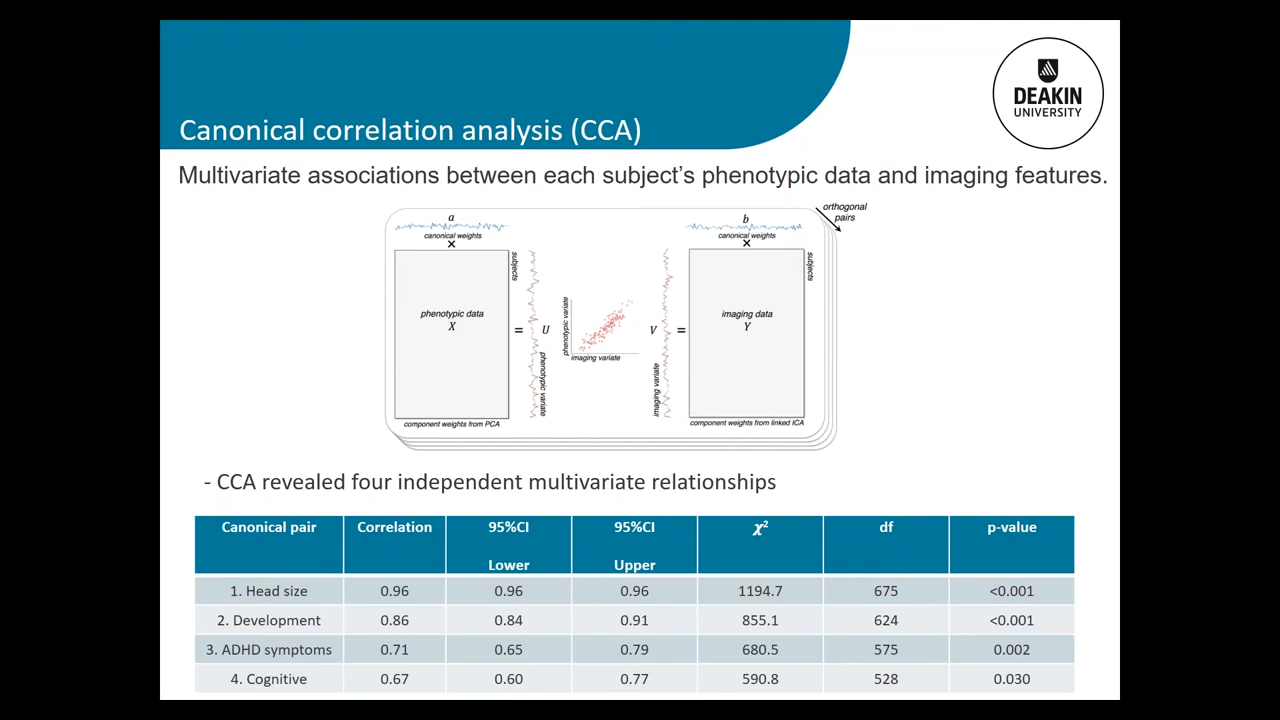 DEAKIN
UNIVERSITY
Canonical correlation analysis (CCA)
Multivariate associations between each subject's phenotypic data and imaging features.
orthogonal
pairs
a
canonical weights
×
subjects
phenotypic data
X
component weights from PCA
=
U
phenotypic variate
phenotypic variate
imaging variate
V
imaging variate
=
b
canonical weights
×
subjects
imaging data
Y
component weights from linked ICA
- CCA revealed four independent multivariate relationships
Canonical pair Correlation 95%CI Lower 95%CI Upper χ² df p-value
1. Head size 0.96 0.96 0.96 1194.7 675 <0.001
2. Development 0.86 0.84 0.91 855.1 624 <0.001
3. ADHD symptoms 0.71 0.65 0.79 680.5 575 0.002
4. Cognitive 0.67 0.60 0.77 590.8 528 0.030